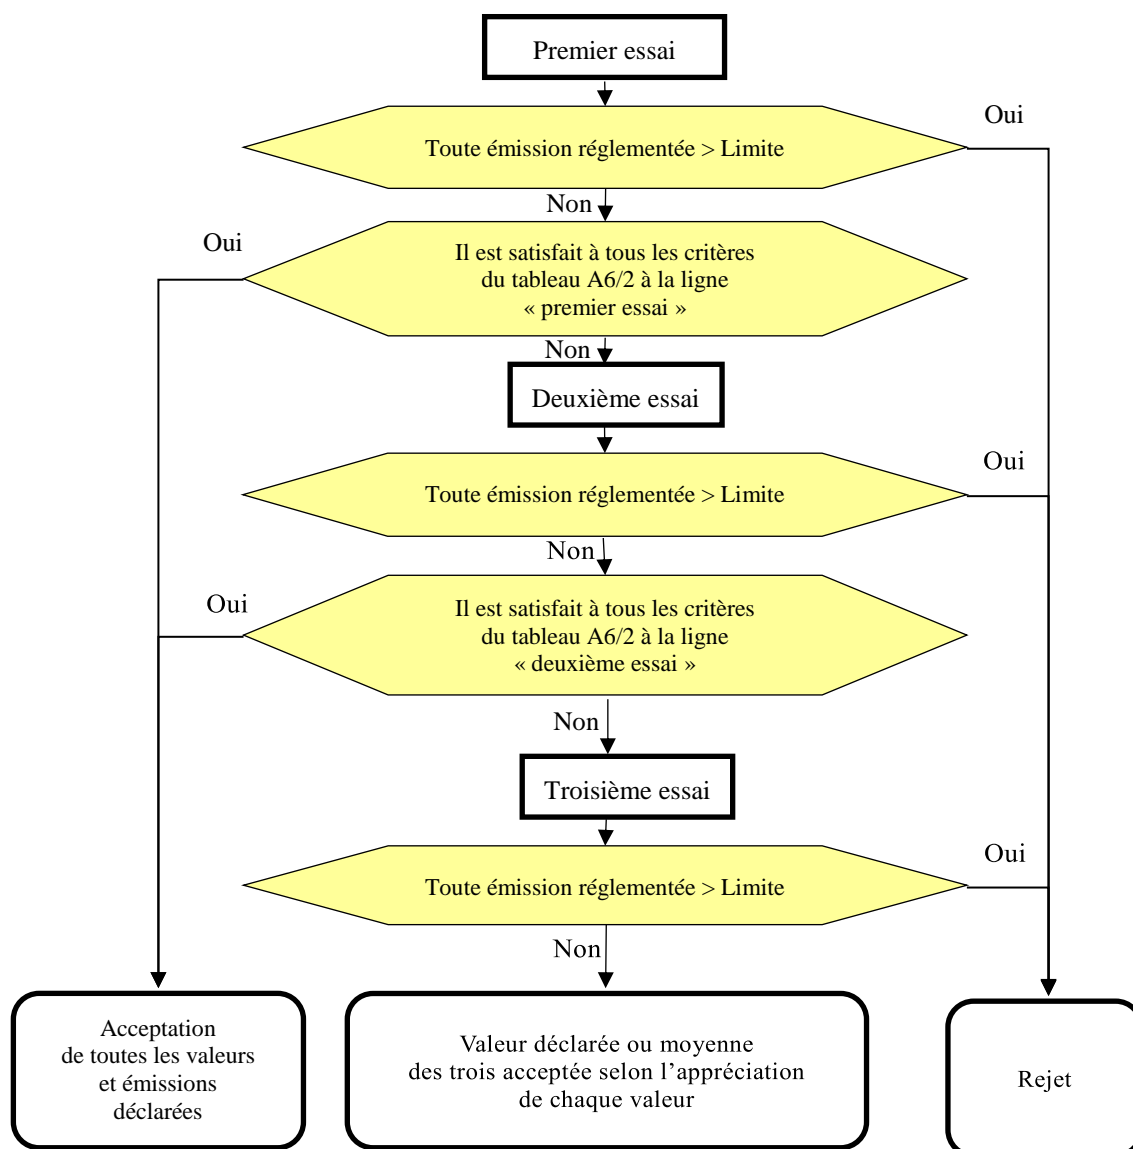 Premier essai
Oui
Toute émission réglementée > Limite
Non
Oui
Il est satisfait à tous les critères
du tableau A6/2 à la ligne
« premier essai »
Non
Deuxième essai
Oui
Toute émission réglementée > Limite
Non
Oui
Il est satisfait à tous les critères
du tableau A6/2 à la ligne
« deuxième essai »
Non
Troisième essai
Oui
Toute émission réglementée > Limite
Non
Acceptation
de toutes les valeurs
et émissions
déclarées
Valeur déclarée ou moyenne
des trois acceptée selon l'appréciation
de chaque valeur
Rejet